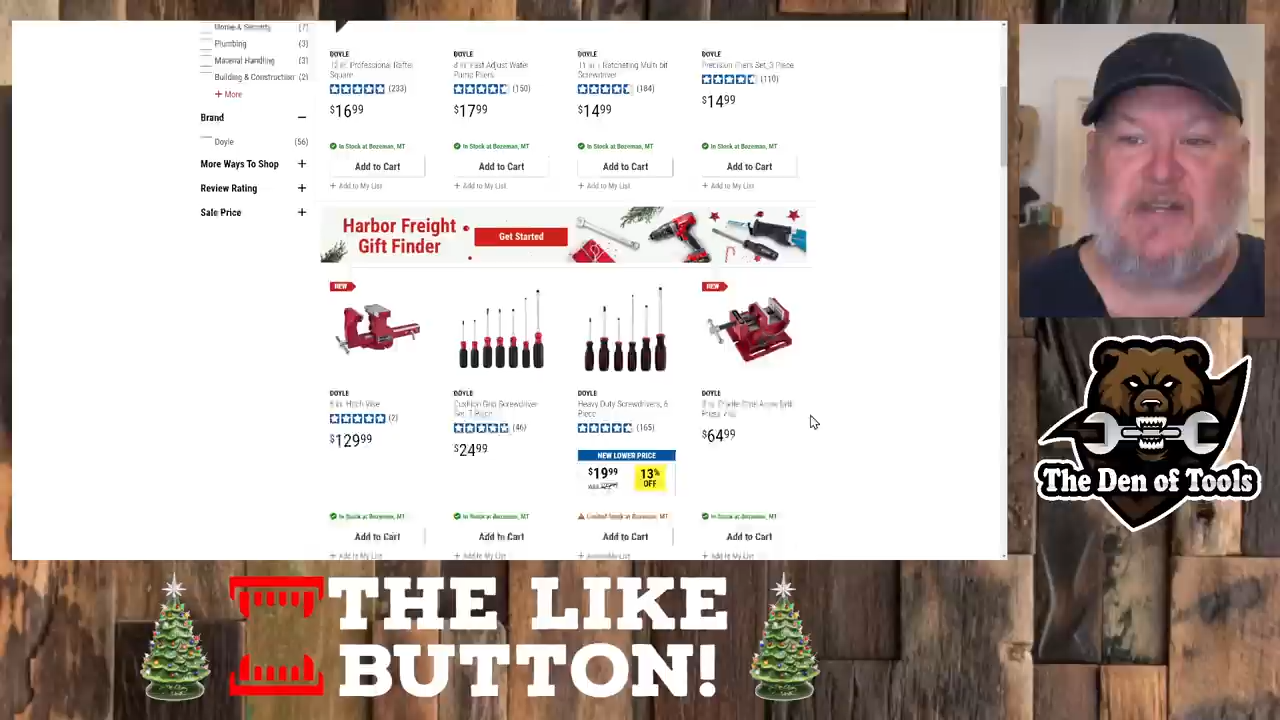 Home & Security (7)
Plumbing (3)
Material Handling (3)
Building & Construction (2)
+ More
Brand
Doyle (56)
More Ways To Shop +
Review Rating +
Sale Price +
DOYLE
12 in. Professional Rafter
Square
(233)
$16.99
In Stock at Bozeman, MT
Add to Cart
+ Add to My List
DOYLE
Fast Adjust Water
Pump Pliers
(150)
$17.99
In Stock at Bozeman, MT
Add to Cart
+ Add to My List
DOYLE
11 in 1 Ratcheting Multi-bit
Screwdriver
(184)
$14.99
In Stock at Bozeman, MT
Add to Cart
+ Add to My List
DOYLE
Precision Pliers Set, 3 Piece
(110)
$14.99
In Stock at Bozeman, MT
Add to Cart
+ Add to My List
Harbor Freight
Gift Finder
Get Started
NEW
DOYLE
6 in. Hitch Vise
(2)
$129.99
In Stock at Bozeman, MT
Add to Cart
+ Add to My List
DOYLE
Cushion Grip Screwdriver
Set, 7 Piece
(46)
$24.99
In Stock at Bozeman, MT
Add to Cart
+ Add to My List
DOYLE
Heavy Duty Screwdrivers, 6
Piece
(165)
NEW LOWER PRICE
$19.99
13% OFF
Limited Stock at Bozeman, MT
Add to Cart
NEW
DOYLE
$64.99
In Stock at Bozeman, MT
Add to Cart
+ Add to My List
The Den of Tools
THE LIKE
BUTTON!